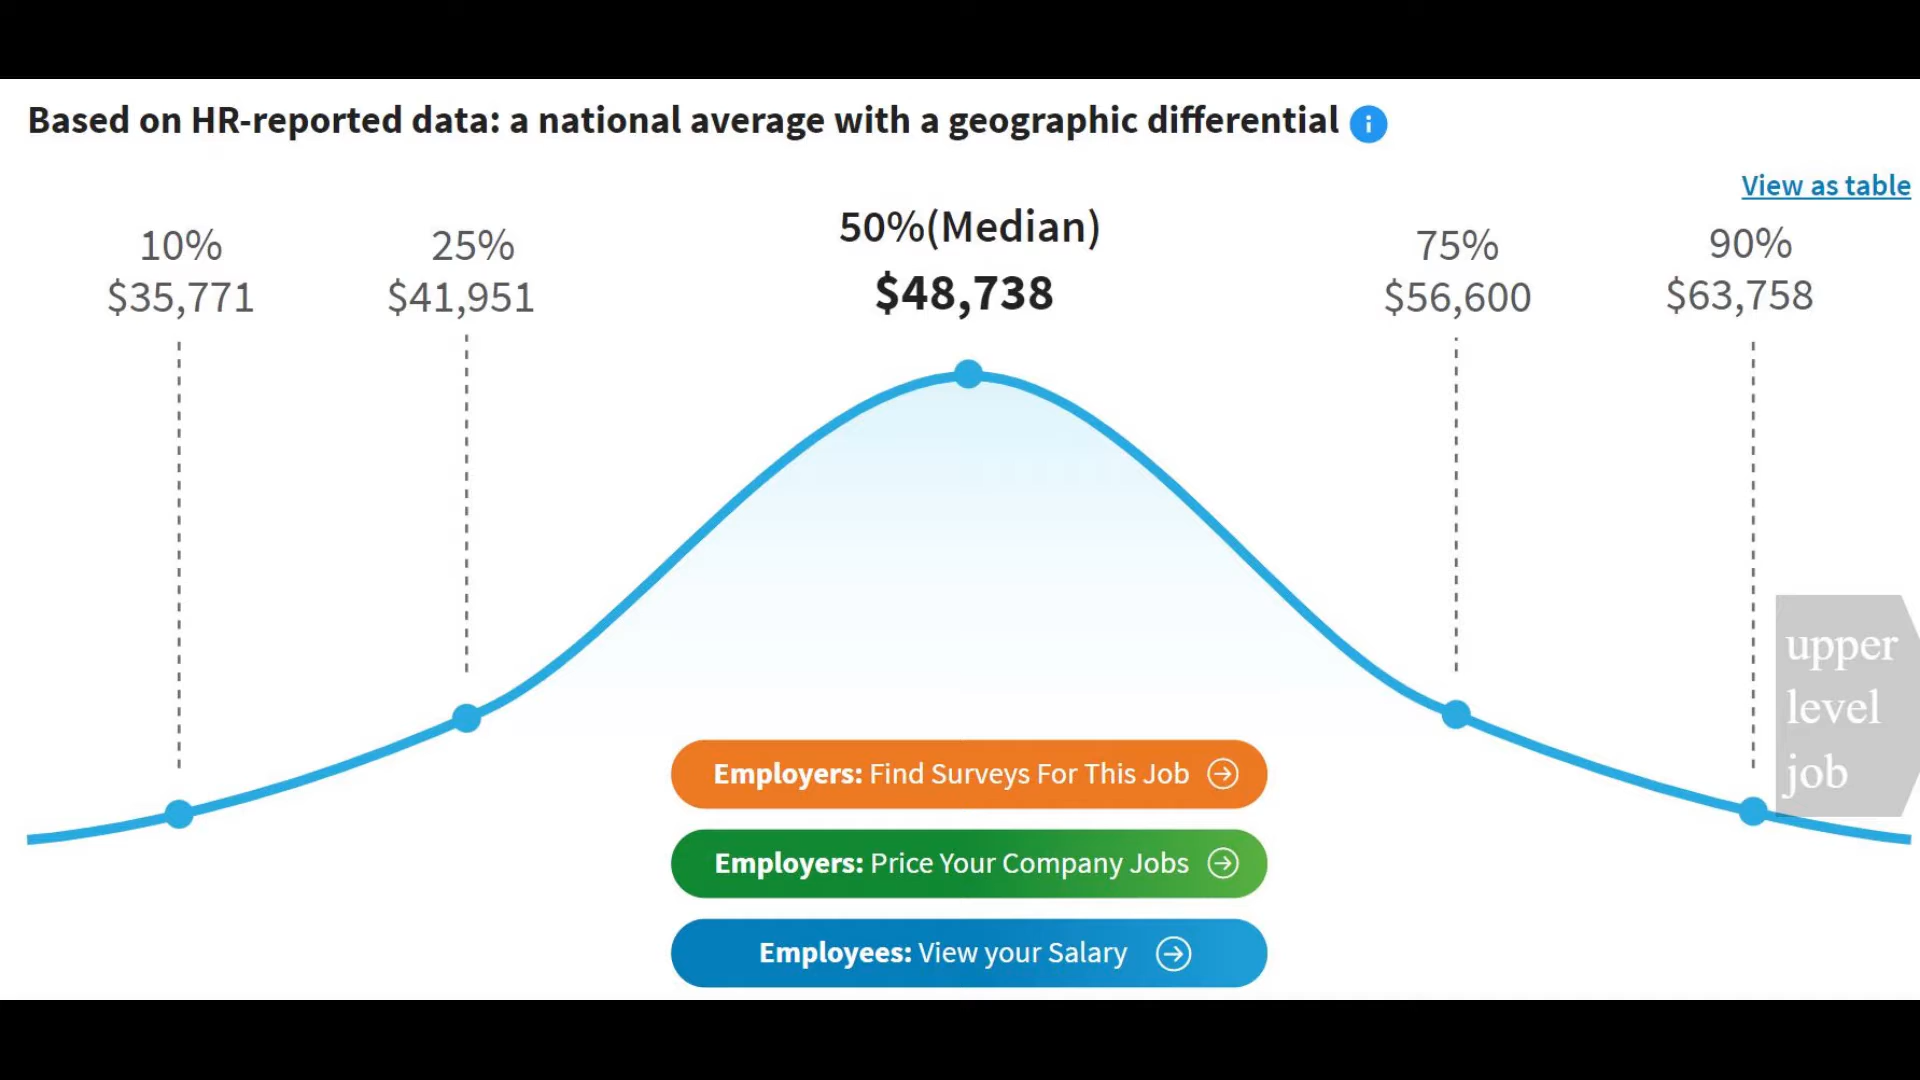 Based on HR-reported data: a national average with a geographic differential i
View as table
10%
$35,771
25%
$41,951
50%(Median)
$48,738
75%
$56,600
90%
$63,758
upper
level
job
Employers: Find Surveys For This Job
Employers: Price Your Company Jobs
Employees: View your Salary